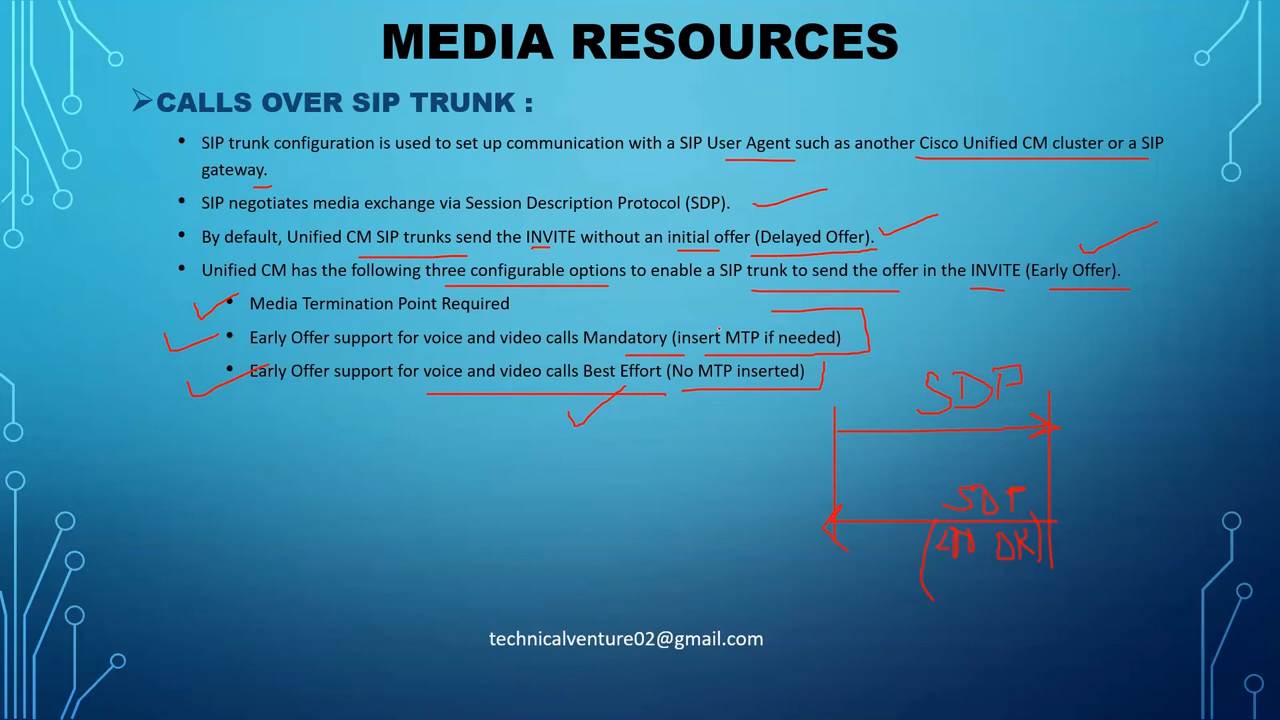 MEDIA RESOURCES
CALLS OVER SIP TRUNK :
SIP trunk configuration is used to set up communication with a SIP User Agent such as another Cisco Unified CM cluster or a SIP
gateway.
SIP negotiates media exchange via Session Description Protocol (SDP).
By default, Unified CM SIP trunks send the INVITE without an initial offer (Delayed Offer).
Unified CM has the following three configurable options to enable a SIP trunk to send the offer in the INVITE (Early Offer).
Media Termination Point Required
Early Offer support for voice and video calls Mandatory (insert MTP if needed)
Early Offer support for voice and video calls Best Effort (No MTP inserted)
SDP
SDP
technicalventure02@gmail.com